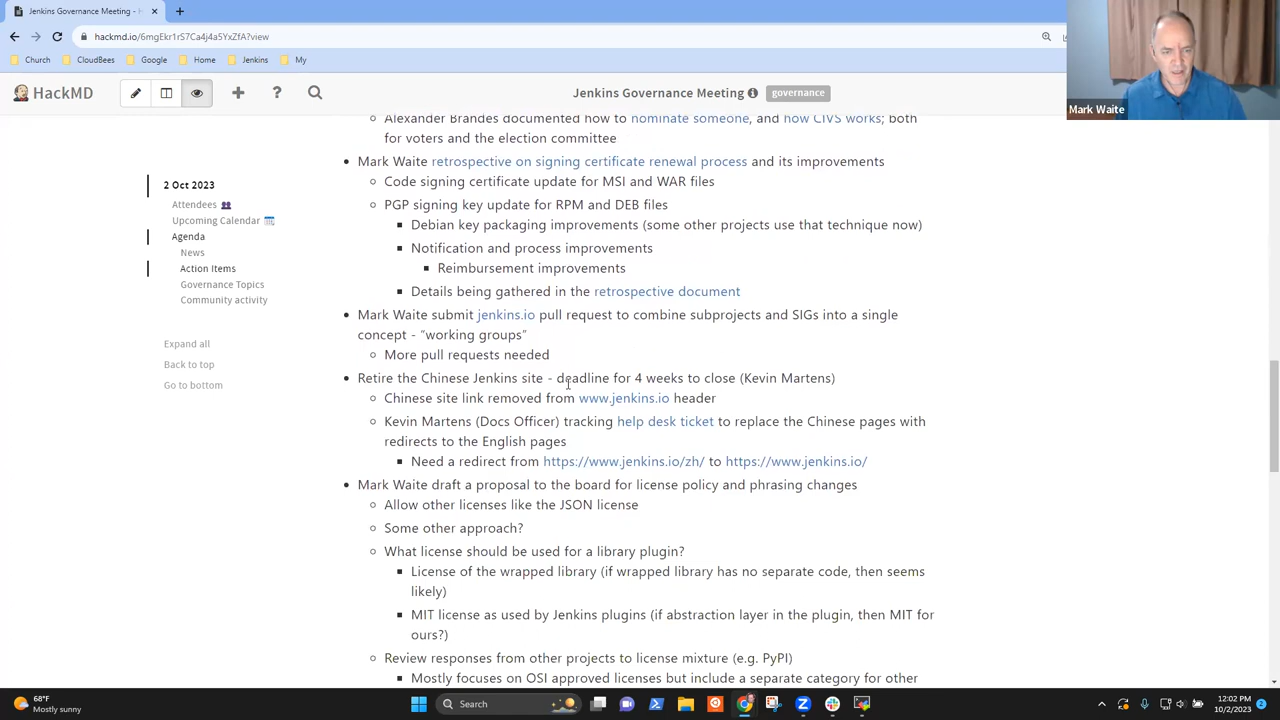 Jenkins Governance Meeting - H
hackmd.io/6mgEkr1rS7Ca4j4a5YxZfA?view
Church
CloudBees
Google
Home
Jenkins
My
HackMD
Jenkins Governance Meeting
governance
Mark Waite
2 Oct 2023
Attendees
Upcoming Calendar
Agenda
News
Action Items
Governance Topics
Community activity
Expand all
Back to top
Go to bottom
Alexander Brandes documented how to nominate someone, and how CIVS works; both
for voters and the election committee
Mark Waite retrospective on signing certificate renewal process and its improvements
Code signing certificate update for MSI and WAR files
PGP signing key update for RPM and DEB files
Debian key packaging improvements (some other projects use that technique now)
Notification and process improvements
Reimbursement improvements
Details being gathered in the retrospective document
Mark Waite submit jenkins.io pull request to combine subprojects and SIGs into a single
concept - “working groups”
More pull requests needed
Retire the Chinese Jenkins site - deadline for 4 weeks to close (Kevin Martens)
Chinese site link removed from www.jenkins.io header
Kevin Martens (Docs Officer) tracking help desk ticket to replace the Chinese pages with
redirects to the English pages
Need a redirect from https://www.jenkins.io/zh/ to https://www.jenkins.io/
Mark Waite draft a proposal to the board for license policy and phrasing changes
Allow other licenses like the JSON license
Some other approach?
What license should be used for a library plugin?
License of the wrapped library (if wrapped library has no separate code, then seems
likely)
MIT license as used by Jenkins plugins (if abstraction layer in the plugin, then MIT for
ours?)
Review responses from other projects to license mixture (e.g. PyPI)
Mostly focuses on OSI approved licenses but include a separate category for other
68°F
Mostly sunny
Search
12:02 PM
10/2/2023